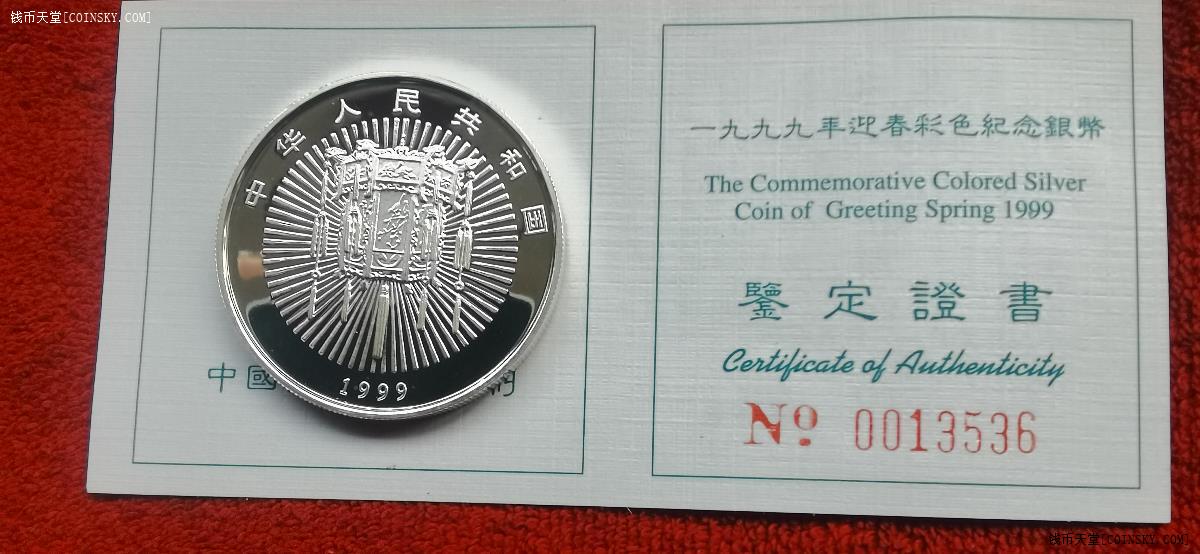 钱币天堂[COINSKY.COM]
中华人民共和国
1999
中國
一九九九年迎春彩色紀念銀幣
The Commemorative Colored Silver
Coin of Greeting Spring 1999
鑒定證書
Certificate of Authenticity
No 0013536
钱币天堂[COINSKY.COM]